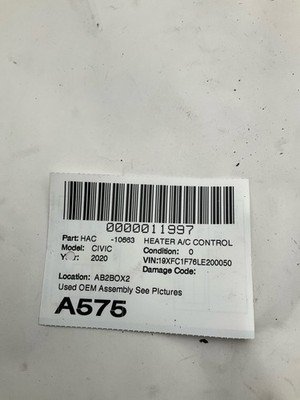 0000011997
Part: HAC -10663 HEATER A/C CONTROL
Model: CIVIC Condition: 0
Year: 2020 VIN:19XFC1F76LE200050
Damage Code:
Location: AB2BOX2
Used OEM Assembly See Pictures
A575